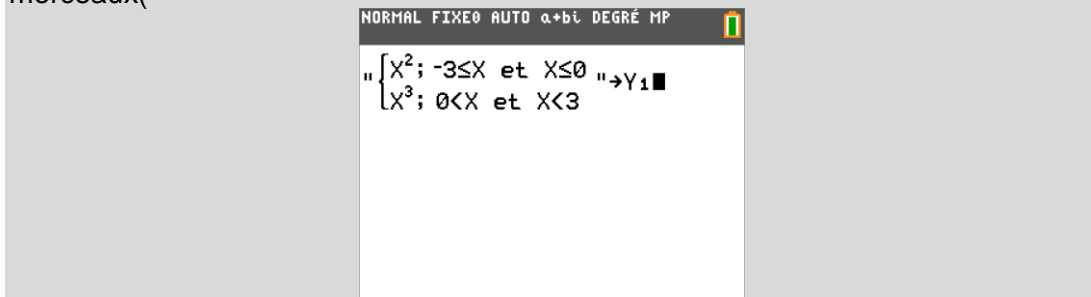 morceaux(
NORMAL FIXE0 AUTO a+bi DEGRÉ MP
"{X²; -3≤X et X≤0
X³; 0<X et X<3 "→Y₁